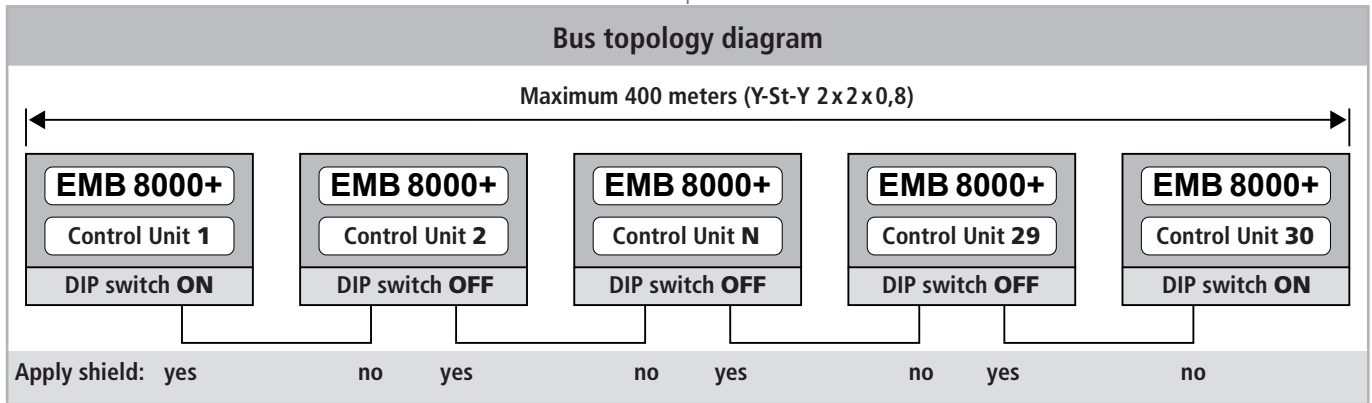 Bus topology diagram
Maximum 400 meters (Y-St-Y 2x2x0,8)
EMB 8000+ EMB 8000+ EMB 8000+ EMB 8000+ EMB 8000+
Control Unit 1 Control Unit 2 Control Unit N Control Unit 29 Control Unit 30
DIP switch ON DIP switch OFF DIP switch OFF DIP switch OFF DIP switch ON
Apply shield: yes no yes no yes no yes no